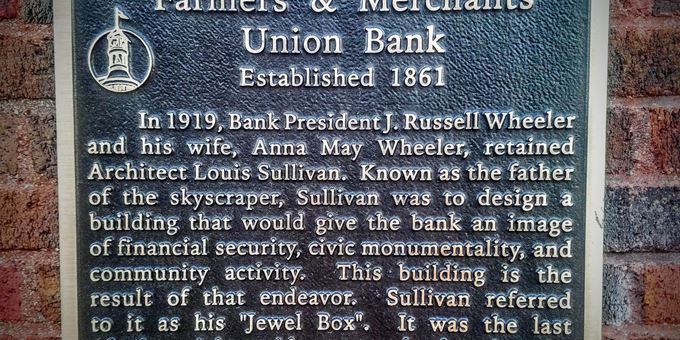 Farmers & Merchants
Union Bank
Established 1861
In 1919, Bank President J. Russell Wheeler
and his wife, Anna May Wheeler, retained
Architect Louis Sullivan. Known as the father
of the skyscraper, Sullivan was to design a
building that would give the bank an image
of financial security, civic monumentality, and
community activity. This building is the
result of that endeavor. Sullivan referred
to it as his "Jewel Box". It was the last